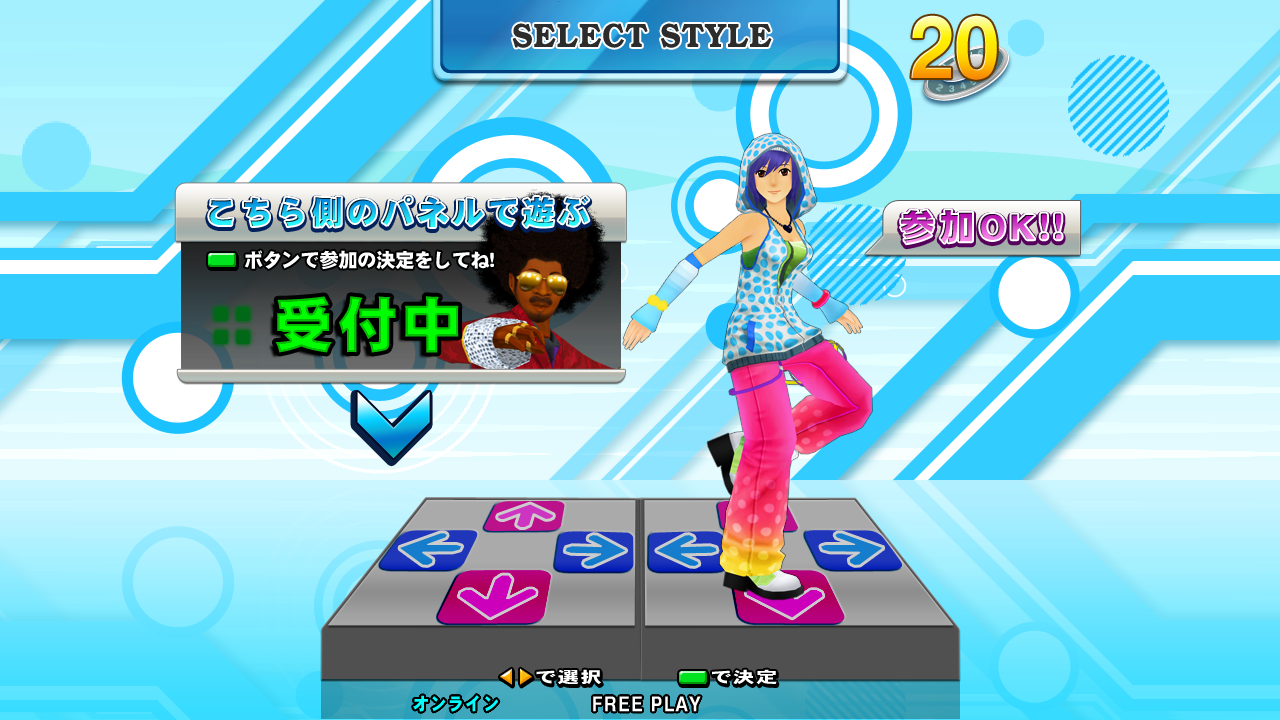 SELECT STYLE
20
こちら側のパネルで遊ぶ
ボタンで参加の決定をしてね!
受付中
参加OK!!
で選択
で決定
オンライン
FREE PLAY